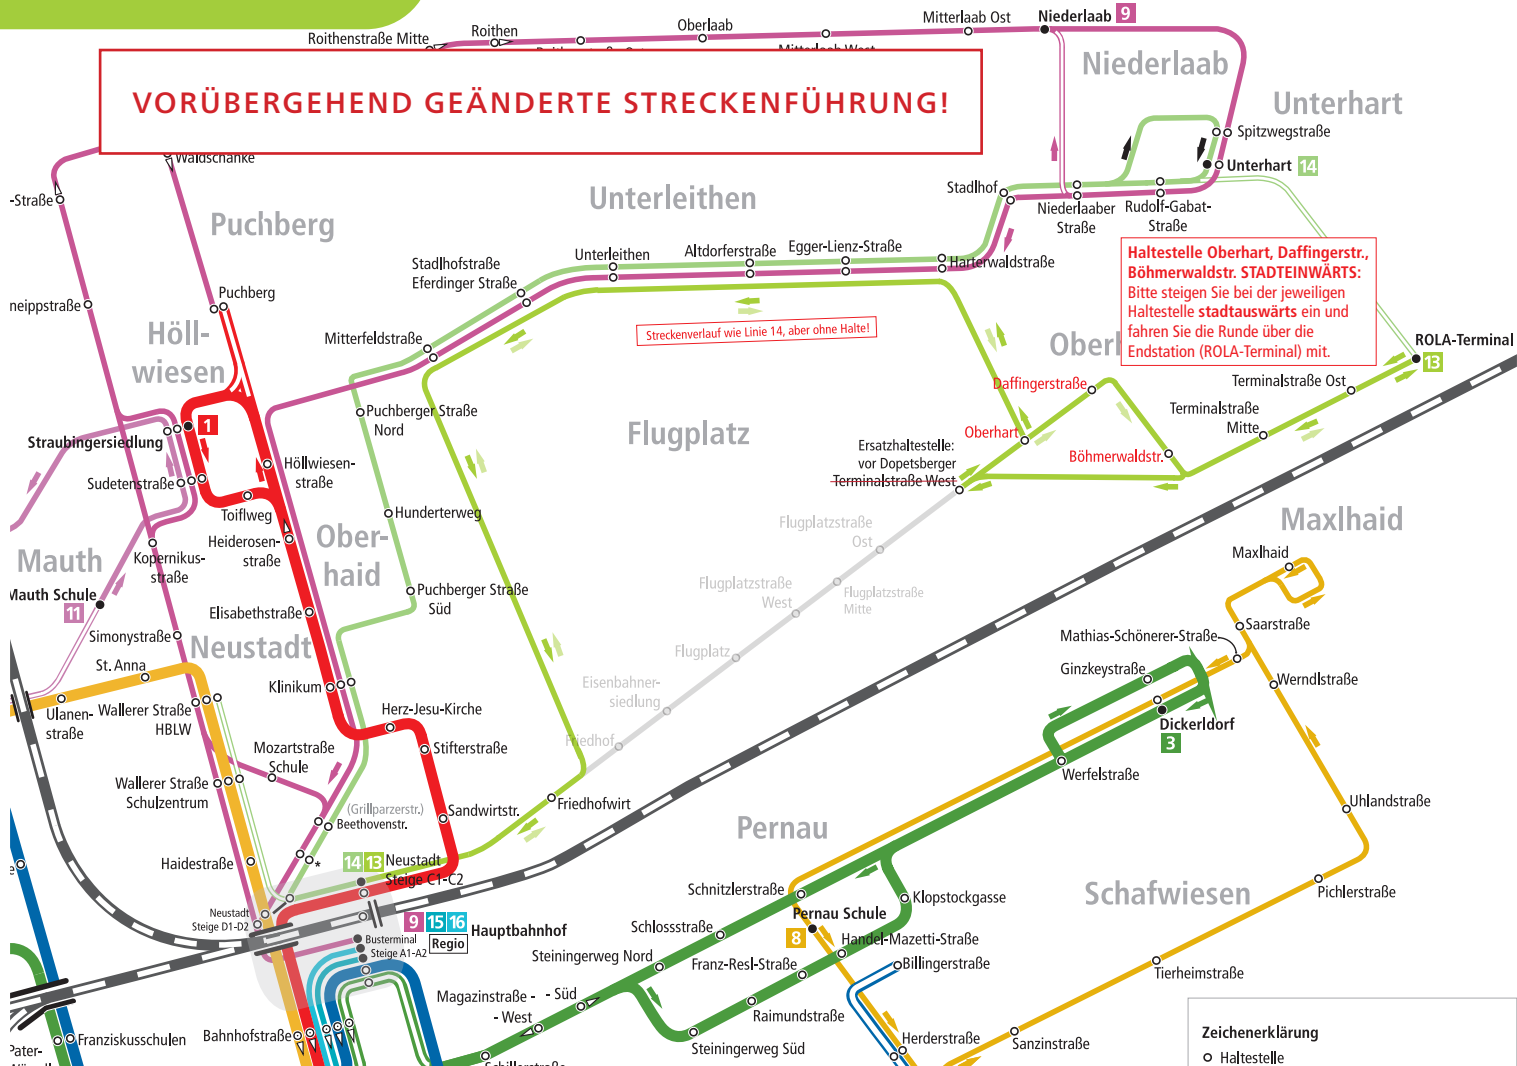 Roithenstraße Mitte
Roithen
Oberlaab
Mitterlaab Ost
Niederlaab 9
Niederlaab
Unterhart
VORÜBERGEHEND GEÄNDERTE STRECKENFÜHRUNG!
Waldschänke
Spitzwegstraße
Unterhart 14
-Straße
Puchberg
Unterleithen
Stadlhof
Niederlaaber
Straße
Rudolf-Gabat-
Straße
Unterleithen
Altdorferstraße
Egger-Lienz-Straße
Harterwaldstraße
Stadlhofstraße
Eferdinger Straße
Haltestelle Oberhart, Daffingerstr.,
Böhmerwaldstr. STADTEINWÄRTS:
Bitte steigen Sie bei der jeweiligen
Haltestelle stadtauswärts ein und
fahren Sie die Runde über die
Endstation (ROLA-Terminal) mit.
neippstraße
Puchberg
Höll-
wiesen
Mitterfeldstraße
Streckenverlauf wie Linie 14, aber ohne Halte!
ROLA-Terminal
13
Daffingerstraße
Terminalstraße Ost
Terminalstraße
Mitte
Puchberger Straße
Nord
Flugplatz
Oberhart
Böhmerwaldstr.
Ersatzhaltestelle:
vor Dopetsberger
Terminalstraße West
1
Straubingersiedlung
Höllwiesen-
straße
Sudetenstraße
Toiflweg
Hunderterweg
Heiderosen-
straße
Ober-
haid
Flugplatzstraße
Ost
Maxlhaid
Mauth
Kopernikus-
straße
Maxlhaid
Mauth Schule
11
Puchberger Straße
Süd
Flugplatzstraße
West
Flugplatzstraße
Mitte
Elisabethstraße
Simonystraße
Neustadt
Saarstraße
Mathias-Schönerer-Straße
Flugplatz
Ginzkeystraße
St. Anna
Klinikum
Eisenbahner-
siedlung
Werndlstraße
Ulanen-
straße
Wallerer Straße
HBLW
Herz-Jesu-Kirche
Dickerldorf
3
Mozartstraße
Schule
Stifterstraße
Friedhof
Werfelstraße
Wallerer Straße
Schulzentrum
(Grillparzerstr.)
Beethovenstr.
Sandwirtstr.
Friedhofwirt
Uhlandstraße
Pernau
Haidestraße
*
14 13 Neustadt
Steige C1-C2
Schnitzlerstraße
Klopstockgasse
Schafwiesen
Pichlerstraße
Neustadt
Steige D1-D2
9 15 16 Hauptbahnhof
Regio
Busterminal
Steige A1-A2
Pernau Schule
8
Schlossstraße
Handel-Mazetti-Straße
Steiningerweg Nord
Franz-Resl-Straße
Billingerstraße
Tierheimstraße
Magazinstraße -
- Süd
- West
Raimundstraße
Bahnhofstraße
Franziskusschulen
Pater-
Steiningerweg Süd
Herderstraße
Sanzinstraße
Zeichenerklärung
Haltestelle